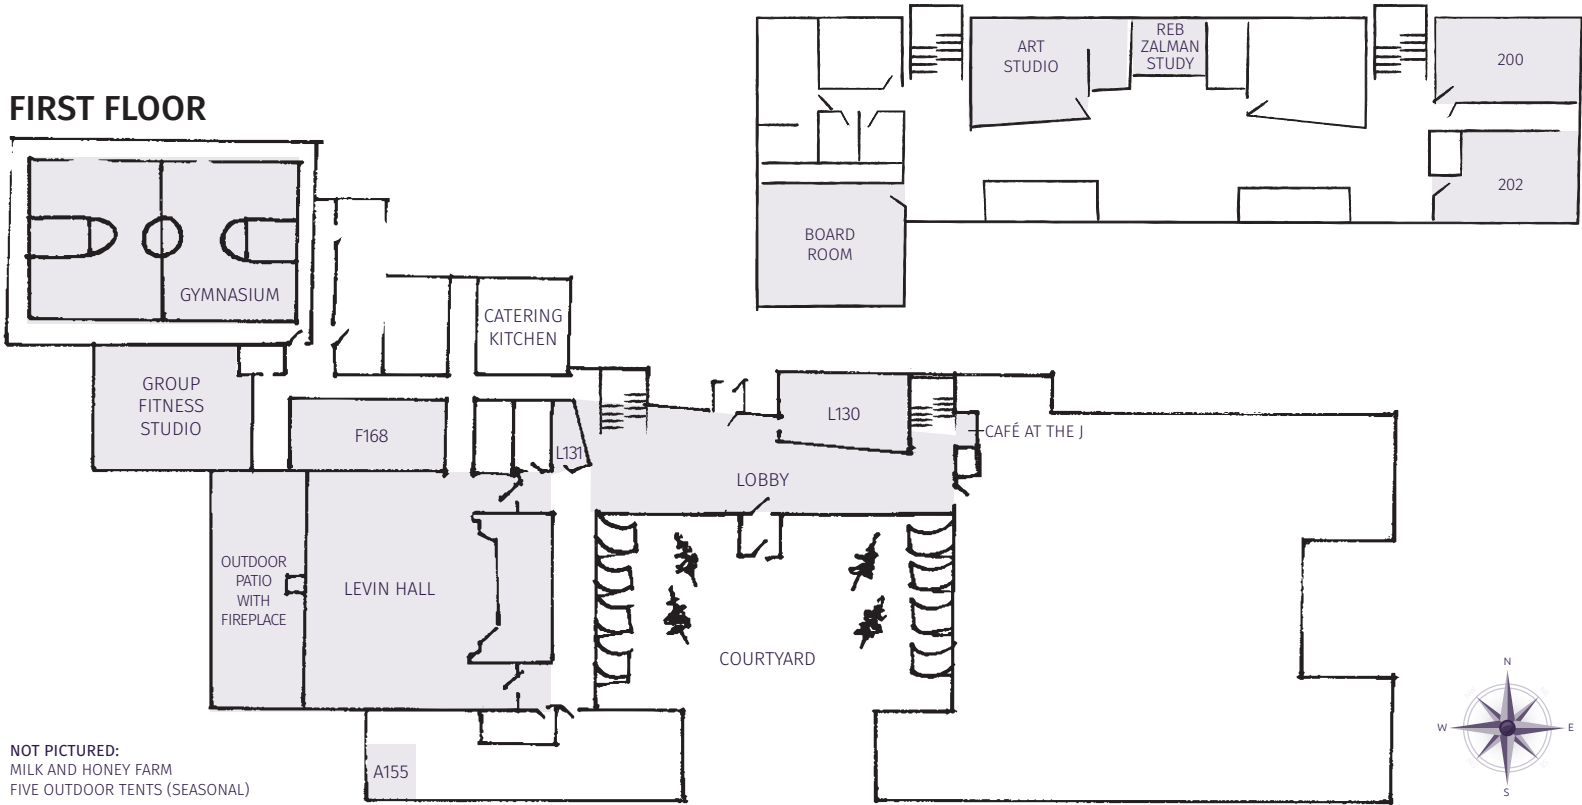 ART
STUDIO
REB
ZALMAN
STUDY
200
202
BOARD
ROOM
FIRST FLOOR
GYMNASIUM
CATERING
KITCHEN
GROUP
FITNESS
STUDIO
F168
L131
L130
CAFÉ AT THE J
LOBBY
OUTDOOR
PATIO
WITH
FIREPLACE
LEVIN HALL
COURTYARD
A155
NOT PICTURED:
MILK AND HONEY FARM
FIVE OUTDOOR TENTS (SEASONAL)
N
W
E
S